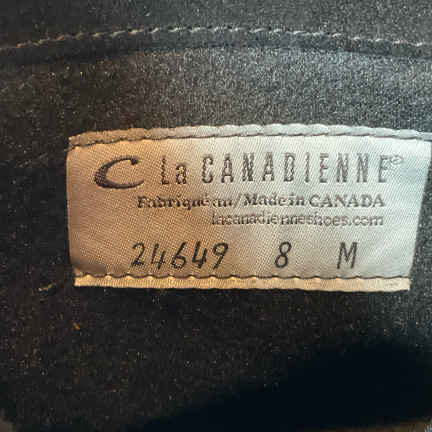 C La CANADIENNE®
Fabriqué au/Made in CANADA
lacanadienneshoes.com
24649 8 M